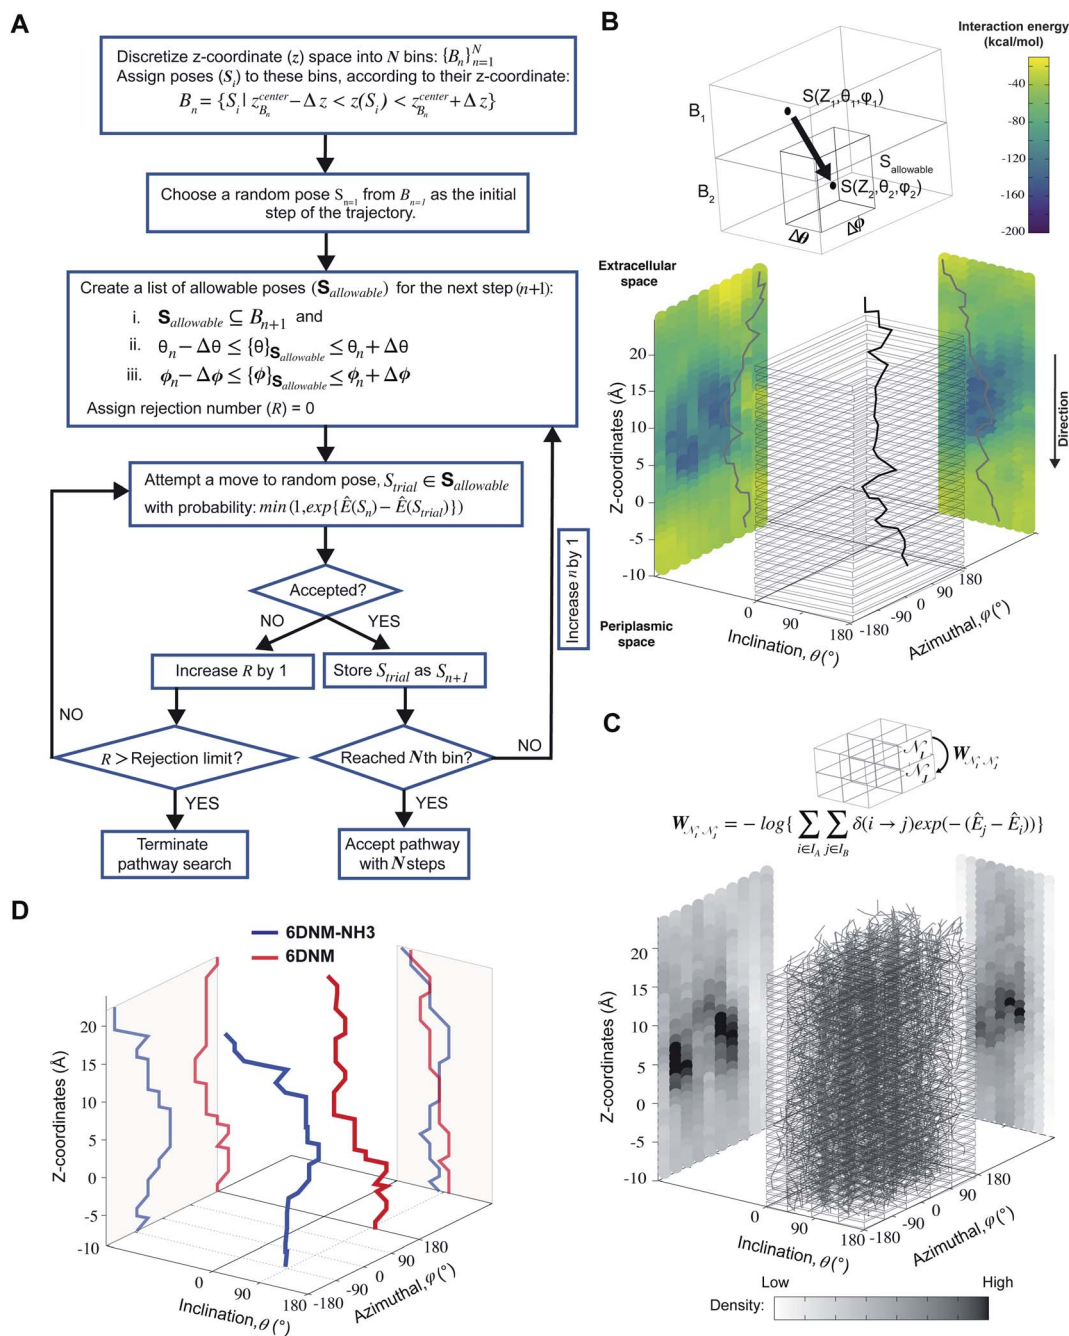 A
Discretize z-coordinate (z) space into N bins: {B_n}_{n=1}^N
Assign poses (S_i) to these bins, according to their z-coordinate:
B_n = {S_i | z_{B_n}^{center} − Δz < z(S_i) < z_{B_n}^{center} + Δz}
Choose a random pose S_{n=1} from B_{n=1} as the initial
step of the trajectory.
Create a list of allowable poses (S_allowable) for the next step (n+1):
i. S_allowable ⊆ B_{n+1} and
ii. θ_n − Δθ ≤ {θ}_{S_allowable} ≤ θ_n + Δθ
iii. ϕ_n − Δϕ ≤ {ϕ}_{S_allowable} ≤ ϕ_n + Δϕ
Assign rejection number (R) = 0
Attempt a move to random pose, S_trial ∈ S_allowable
with probability: min(1,exp{Ê(S_n) − Ê(S_trial)})
Accepted?
NO
YES
Increase R by 1
Store S_trial as S_{n+1}
Increase n by 1
NO
R > Rejection limit?
Reached Nth bin?
NO
YES
YES
Terminate
pathway search
Accept pathway
with N steps
B
Interaction energy
(kcal/mol)
-40
-80
-120
-160
-200
B_1
S(Z_1,θ_1,φ_1)
S_allowable
B_2
S(Z_2,θ_2,φ_2)
Δθ
Δϕ
Extracellular
space
Direction
Z-coordinates (Å)
20
15
10
5
0
-5
-10
Periplasmic
space
0
90
180
Inclination, θ (°)
-180
-90
0
90
180
Azimuthal, φ (°)
C
𝒩_I
𝒩_J
W_{𝒩_I 𝒩_J}
W_{𝒩_I 𝒩_J} = − log{ ∑_{i∈I_A} ∑_{j∈I_B} δ(i → j)exp(− (Ê_j − Ê_i))}
Z-coordinates (Å)
20
15
10
5
0
-5
-10
0
90
180
Inclination, θ (°)
-180
-90
0
90
180
Azimuthal, φ (°)
Low
High
Density:
D
6DNM-NH3
6DNM
Z-coordinates (Å)
20
15
10
5
0
-5
-10
0
90
180
Inclination, θ (°)
-180
-90
0
90
180
Azimuthal, φ (°)